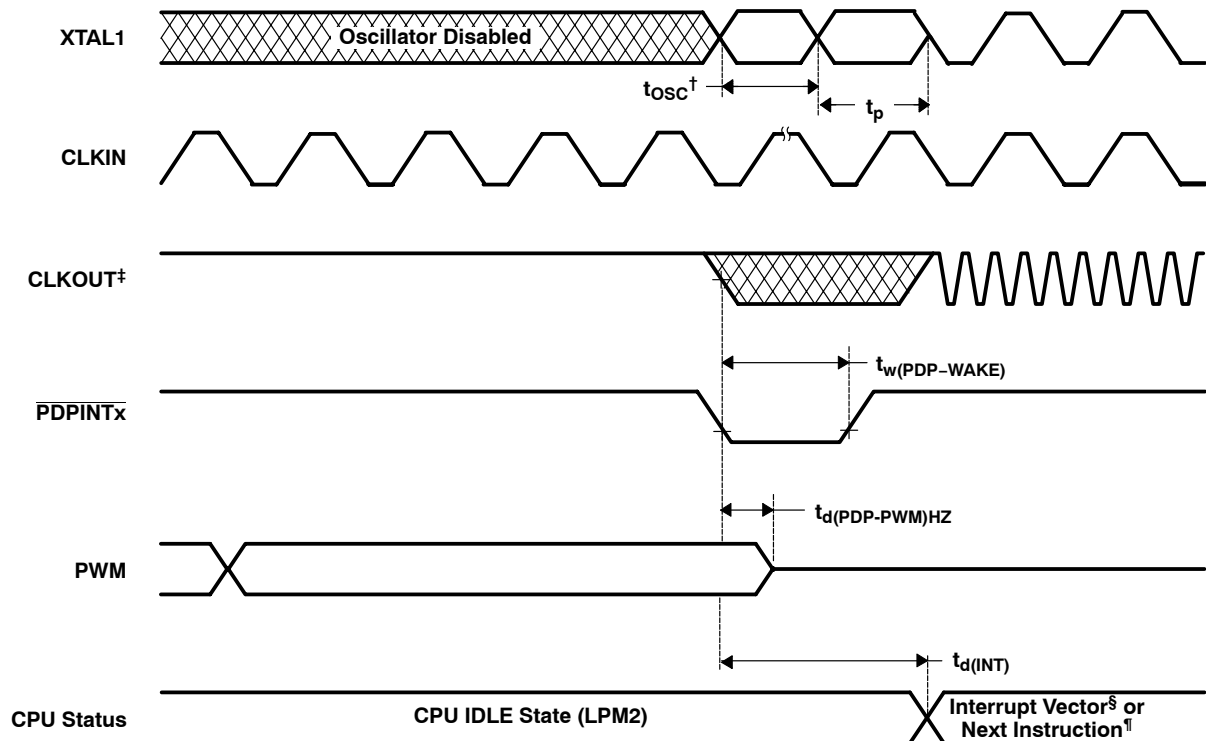 XTAL1
Oscillator Disabled
tOSC†
tp
CLKIN
CLKOUT‡
tw(PDP−WAKE)
PDPINTx
td(PDP-PWM)HZ
PWM
td(INT)
CPU Status
CPU IDLE State (LPM2)
Interrupt Vector§ or
Next Instruction¶